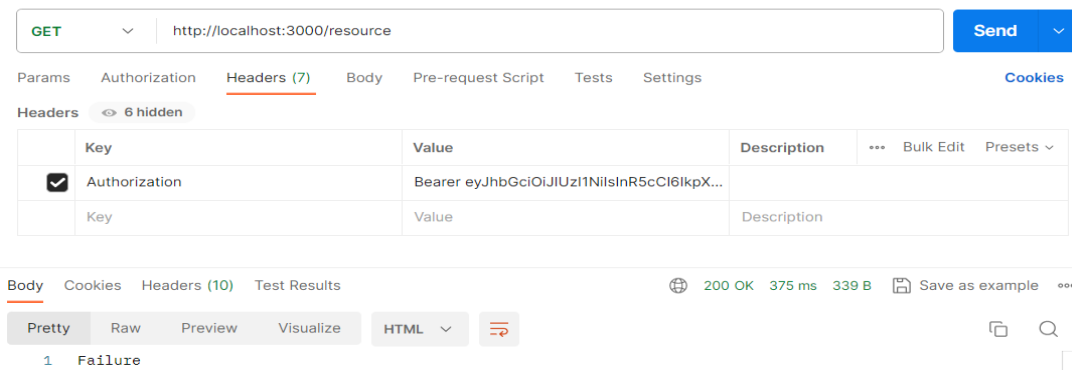 GET http://localhost:3000/resource Send
Params Authorization Headers (7) Body Pre-request Script Tests Settings Cookies
Headers 6 hidden
Key Value Description Bulk Edit Presets
Authorization Bearer eyJhbGciOiJIUzI1NiIsInR5cCI6IkpX...
Key Value Description
Body Cookies Headers (10) Test Results 200 OK 375 ms 339 B Save as example
Pretty Raw Preview Visualize HTML
1 Failure